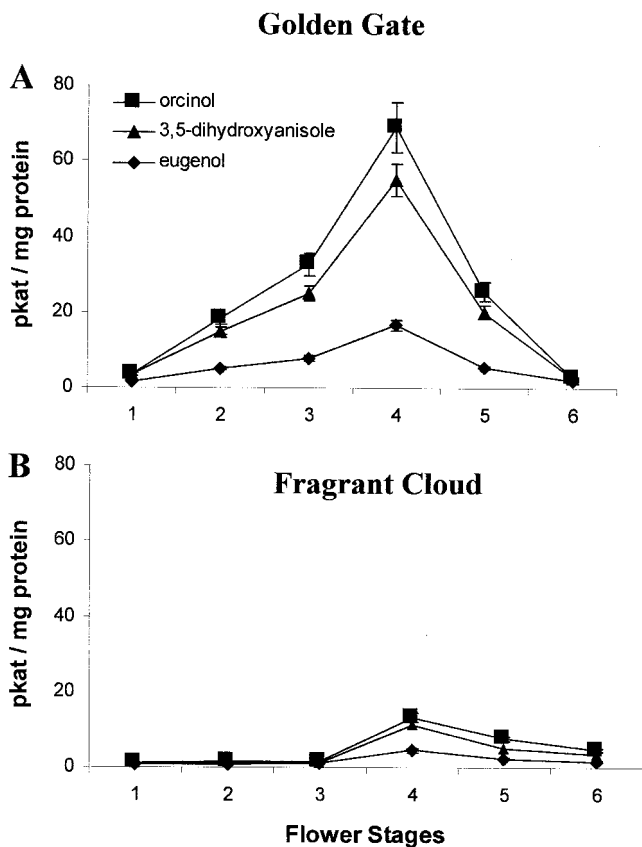 Golden Gate
A
80
60
40
20
0
pkat / mg protein
orcinol
3,5-dihydroxyanisole
eugenol
1 2 3 4 5 6
B
Fragrant Cloud
80
60
40
20
0
pkat / mg protein
1 2 3 4 5 6
Flower Stages